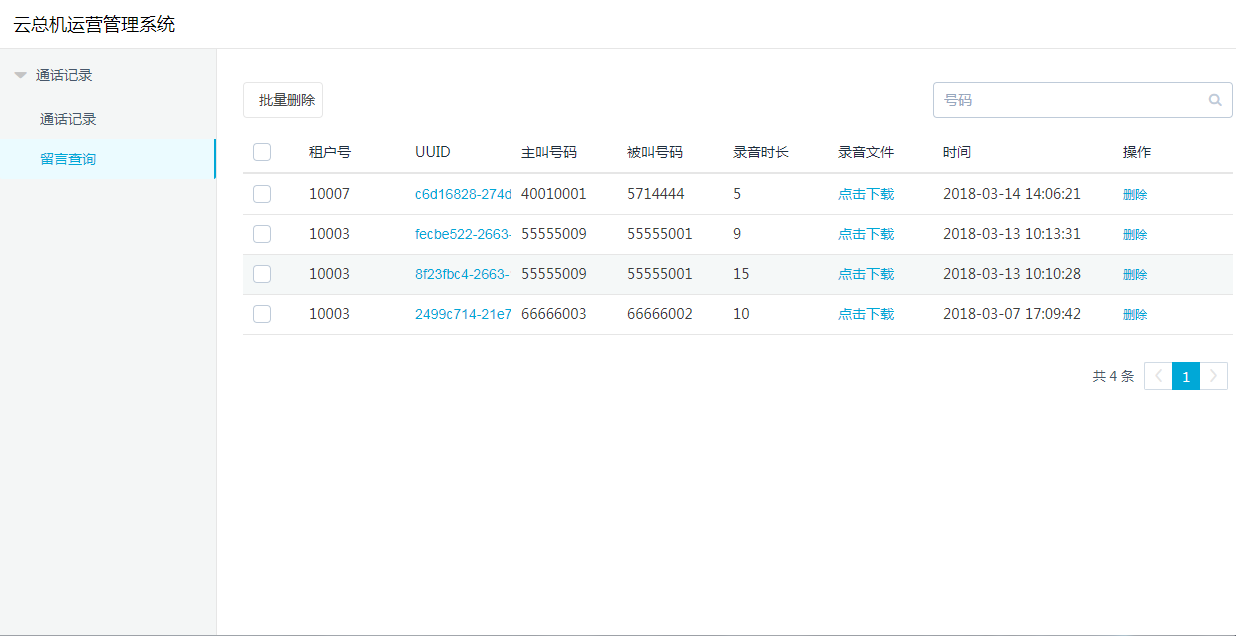 云总机运营管理系统
通话记录
通话记录
留言查询
批量删除 号码
租户号 UUID 主叫号码 被叫号码 录音时长 录音文件 时间 操作
10007 c6d16828-274d 40010001 5714444 5 点击下载 2018-03-14 14:06:21 删除
10003 fecbe522-2663- 55555009 55555001 9 点击下载 2018-03-13 10:13:31 删除
10003 8f23fbc4-2663- 55555009 55555001 15 点击下载 2018-03-13 10:10:28 删除
10003 2499c714-21e7 66666003 66666002 10 点击下载 2018-03-07 17:09:42 删除
共 4 条 1